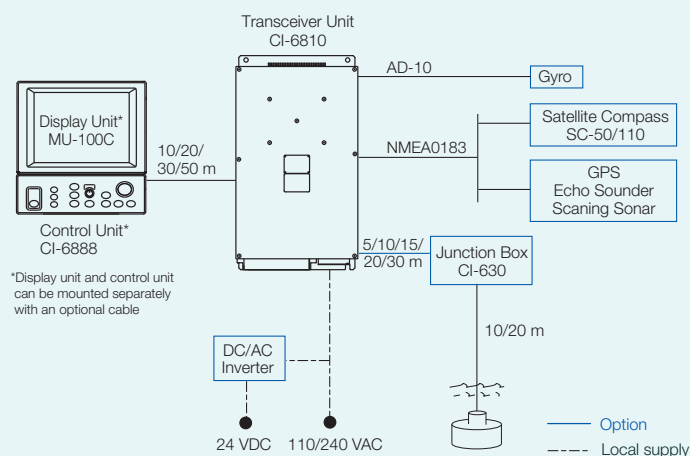 Transceiver Unit
CI-6810
AD-10
Gyro
Display Unit*
MU-100C
10/20/
30/50 m
NMEA0183
Satellite Compass
SC-50/110
GPS
Echo Sounder
Scaning Sonar
Control Unit*
CI-6888
*Display unit and control unit
can be mounted separately
with an optional cable
5/10/15/
20/30 m
Junction Box
CI-630
10/20 m
DC/AC
Inverter
24 VDC
110/240 VAC
Option
Local supply